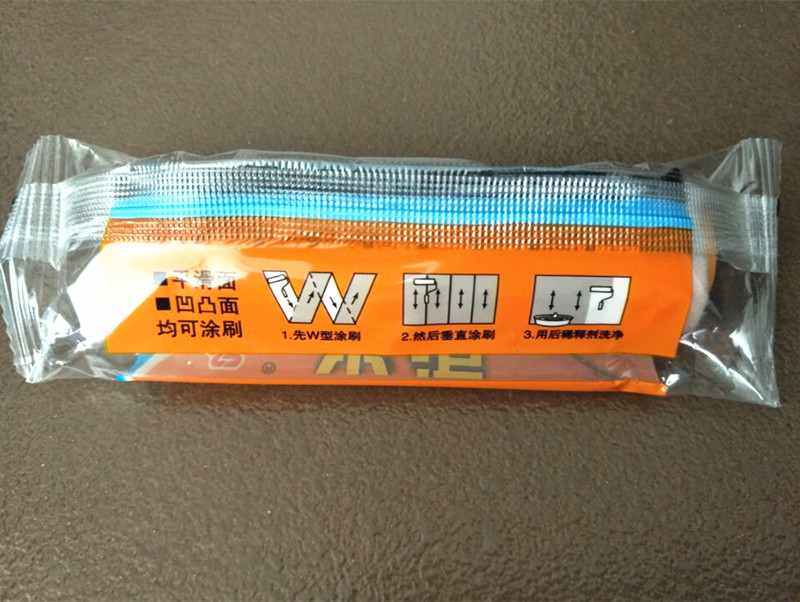 ■平滑面
■凹凸面
均可涂刷
1.先W型涂刷
2.然后垂直涂刷
3.用后稀释剂洗净
®